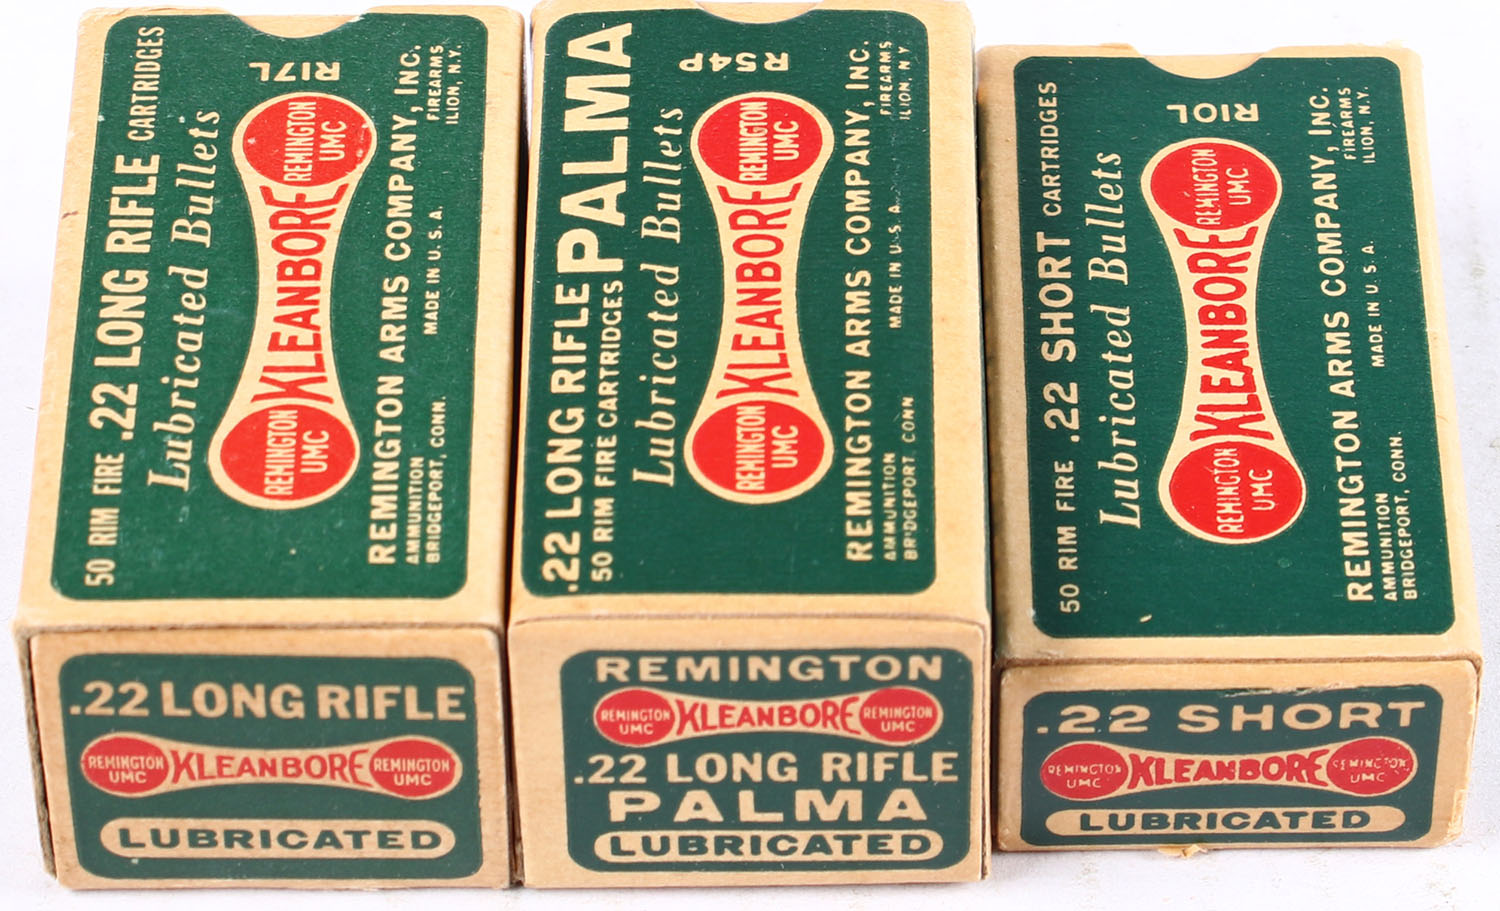 R17L
50 RIM FIRE .22 LONG RIFLE CARTRIDGES
Lubricated Bullets
REMINGTON
UMC
KLEANBORE
REMINGTON
UMC
REMINGTON ARMS COMPANY, INC.
AMMUNITION
BRIDGEPORT, CONN.
MADE IN U. S. A.
FIREARMS
ILION, N.Y.
.22 LONG RIFLE
REMINGTON
UMC
KLEANBORE
REMINGTON
UMC
LUBRICATED
R54P
.22 LONG RIFLE PALMA
50 RIM FIRE CARTRIDGES
Lubricated Bullets
REMINGTON
UMC
KLEANBORE
REMINGTON
UMC
REMINGTON ARMS COMPANY, INC.
AMMUNITION
BRIDGEPORT CONN
MADE IN U.S.A.
FIREARMS
ILION, N Y
REMINGTON
REMINGTON
UMC
KLEANBORE
REMINGTON
UMC
.22 LONG RIFLE
PALMA
LUBRICATED
R10L
50 RIM FIRE .22 SHORT CARTRIDGES
Lubricated Bullets
REMINGTON
UMC
KLEANBORE
REMINGTON
UMC
REMINGTON ARMS COMPANY, INC.
AMMUNITION
BRIDGEPORT, CONN.
MADE IN U. S. A.
FIREARMS
ILION, N.Y.
.22 SHORT
REMINGTON
UMC
KLEANBORE
REMINGTON
UMC
LUBRICATED